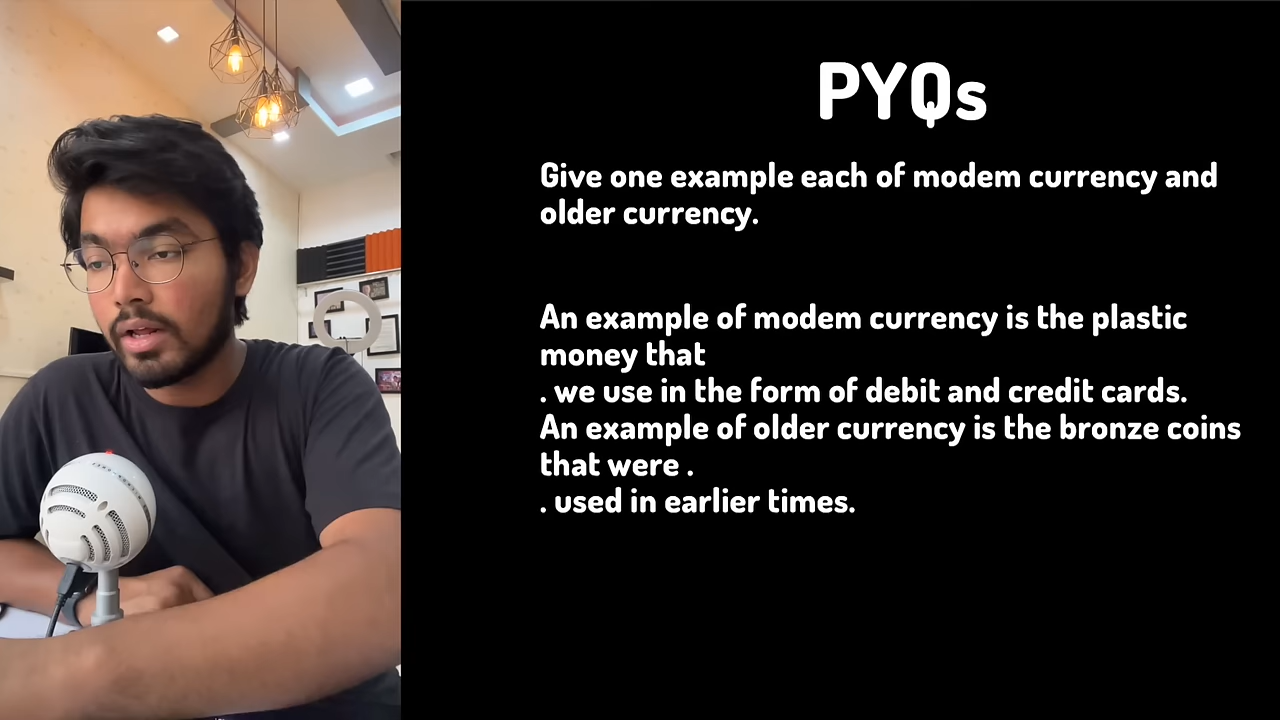 PYQs
Give one example each of modem currency and
older currency.
An example of modem currency is the plastic
money that
. we use in the form of debit and credit cards.
An example of older currency is the bronze coins
that were .
. used in earlier times.